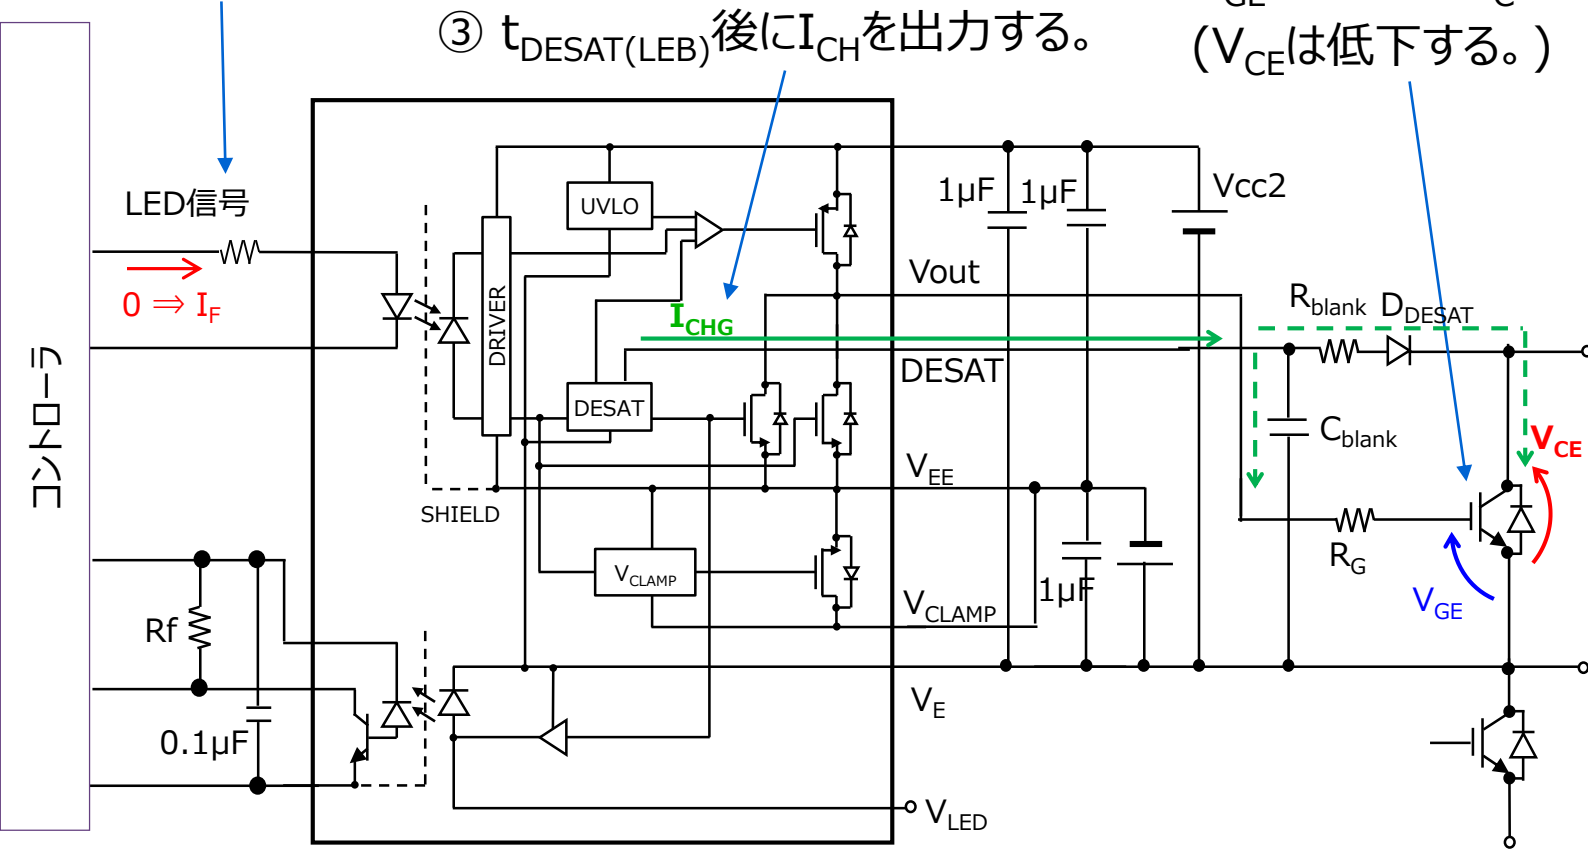 ③ tDESAT(LEB)後にICHを出力する。
GE
C
(VCEは低下する。)
LED信号
0 ⇒ IF
コントローラ
UVLO
DRIVER
ICHG
DESAT
SHIELD
VCLAMP
1μF
1μF
Vcc2
Vout
DESAT
Rblank
DDESAT
Cblank
VCE
VEE
RG
VGE
1μF
VCLAMP
VE
Rf
0.1μF
VLED